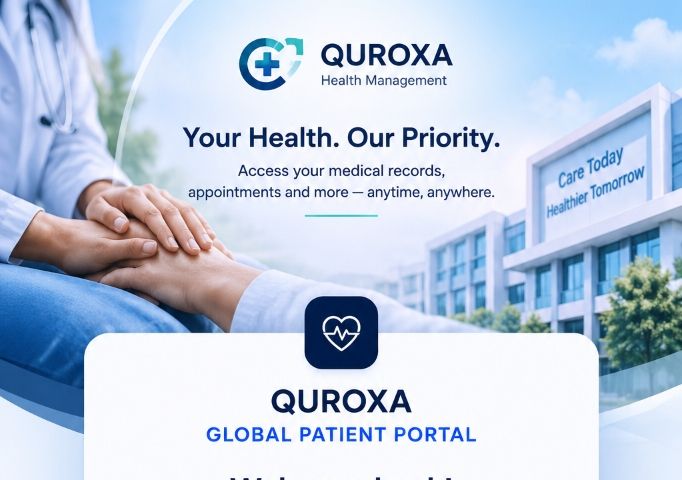 QUROXA
Health Management
Your Health. Our Priority.
Access your medical records,
appointments and more — anytime, anywhere.
Care Today
Healthier Tomorrow
QUROXA
GLOBAL PATIENT PORTAL